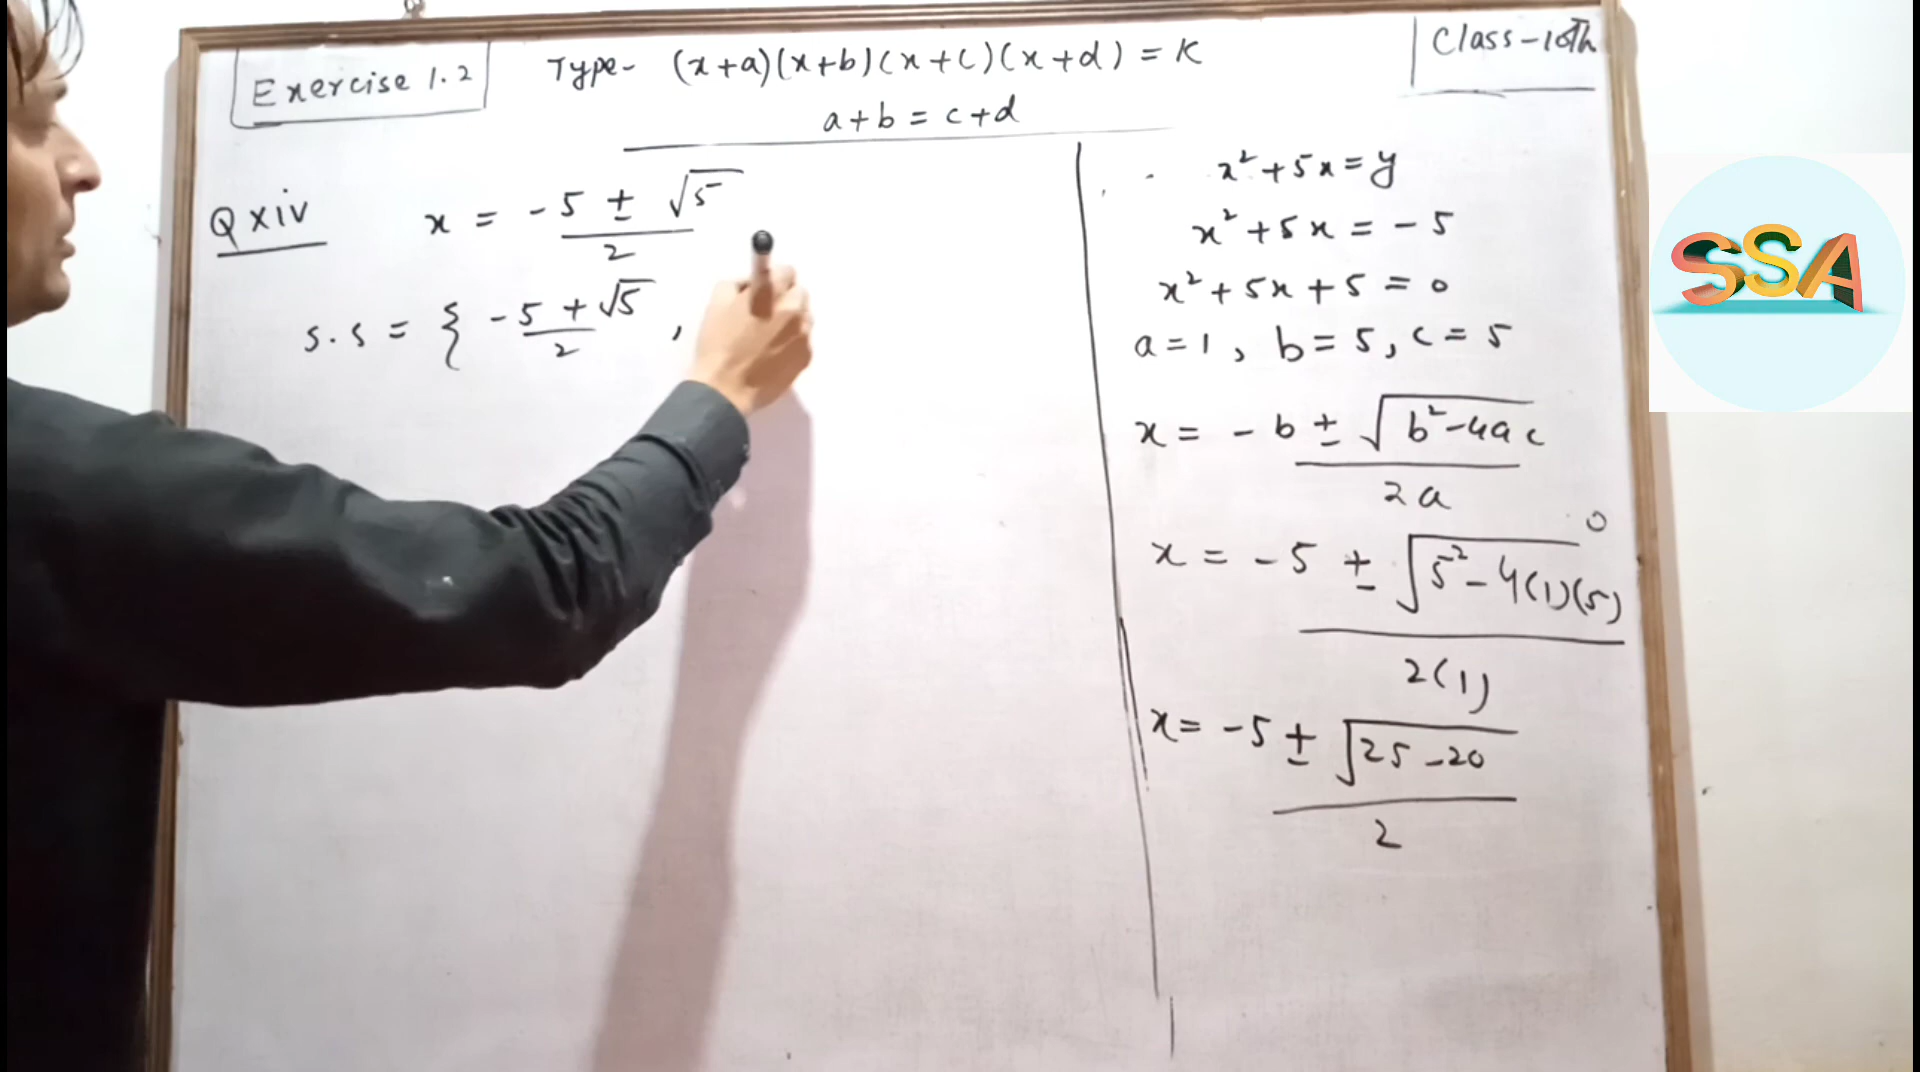 Exercise 1.2
Type- (x+a)(x+b)(x+c)(x+d) = K
a+b = c+d
Class-10th
Q xiv
x = -5 ± √5
2
S.S = { -5 + √5 ,
2
x² + 5x = y
x² + 5x = -5
x² + 5x + 5 = 0
a = 1, b = 5, c = 5
x = -b ± √b²-4ac
2a
0
x = -5 ± √5² - 4(1)(5)
2(1)
x = -5 ± √25 - 20
2
SSA